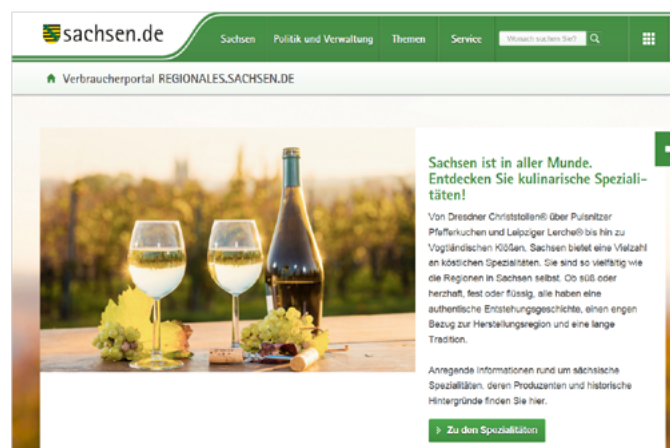 sachsen.de
Sachsen Politik und Verwaltung Themen Service Wonach suchen Sie?
Verbraucherportal REGIONALES.SACHSEN.DE
Sachsen ist in aller Munde.
Entdecken Sie kulinarische Speziali-
täten!
Von Dresdner Christstollen® über Pulsnitzer
Pfefferkuchen und Leipziger Lerche® bis hin zu
Vogtländischen Klößen, Sachsen bietet eine Vielzahl
an köstlichen Spezialitäten. Sie sind so vielfältig wie
die Regionen in Sachsen selbst. Ob süß oder
herzhaft, fest oder flüssig, alle haben eine
authentische Entstehungsgeschichte, einen engen
Bezug zur Herstellungsregion und eine lange
Tradition.
Anregende Informationen rund um sächsische
Spezialitäten, deren Produzenten und historische
Hintergründe finden Sie hier.
Zu den Spezialitäten